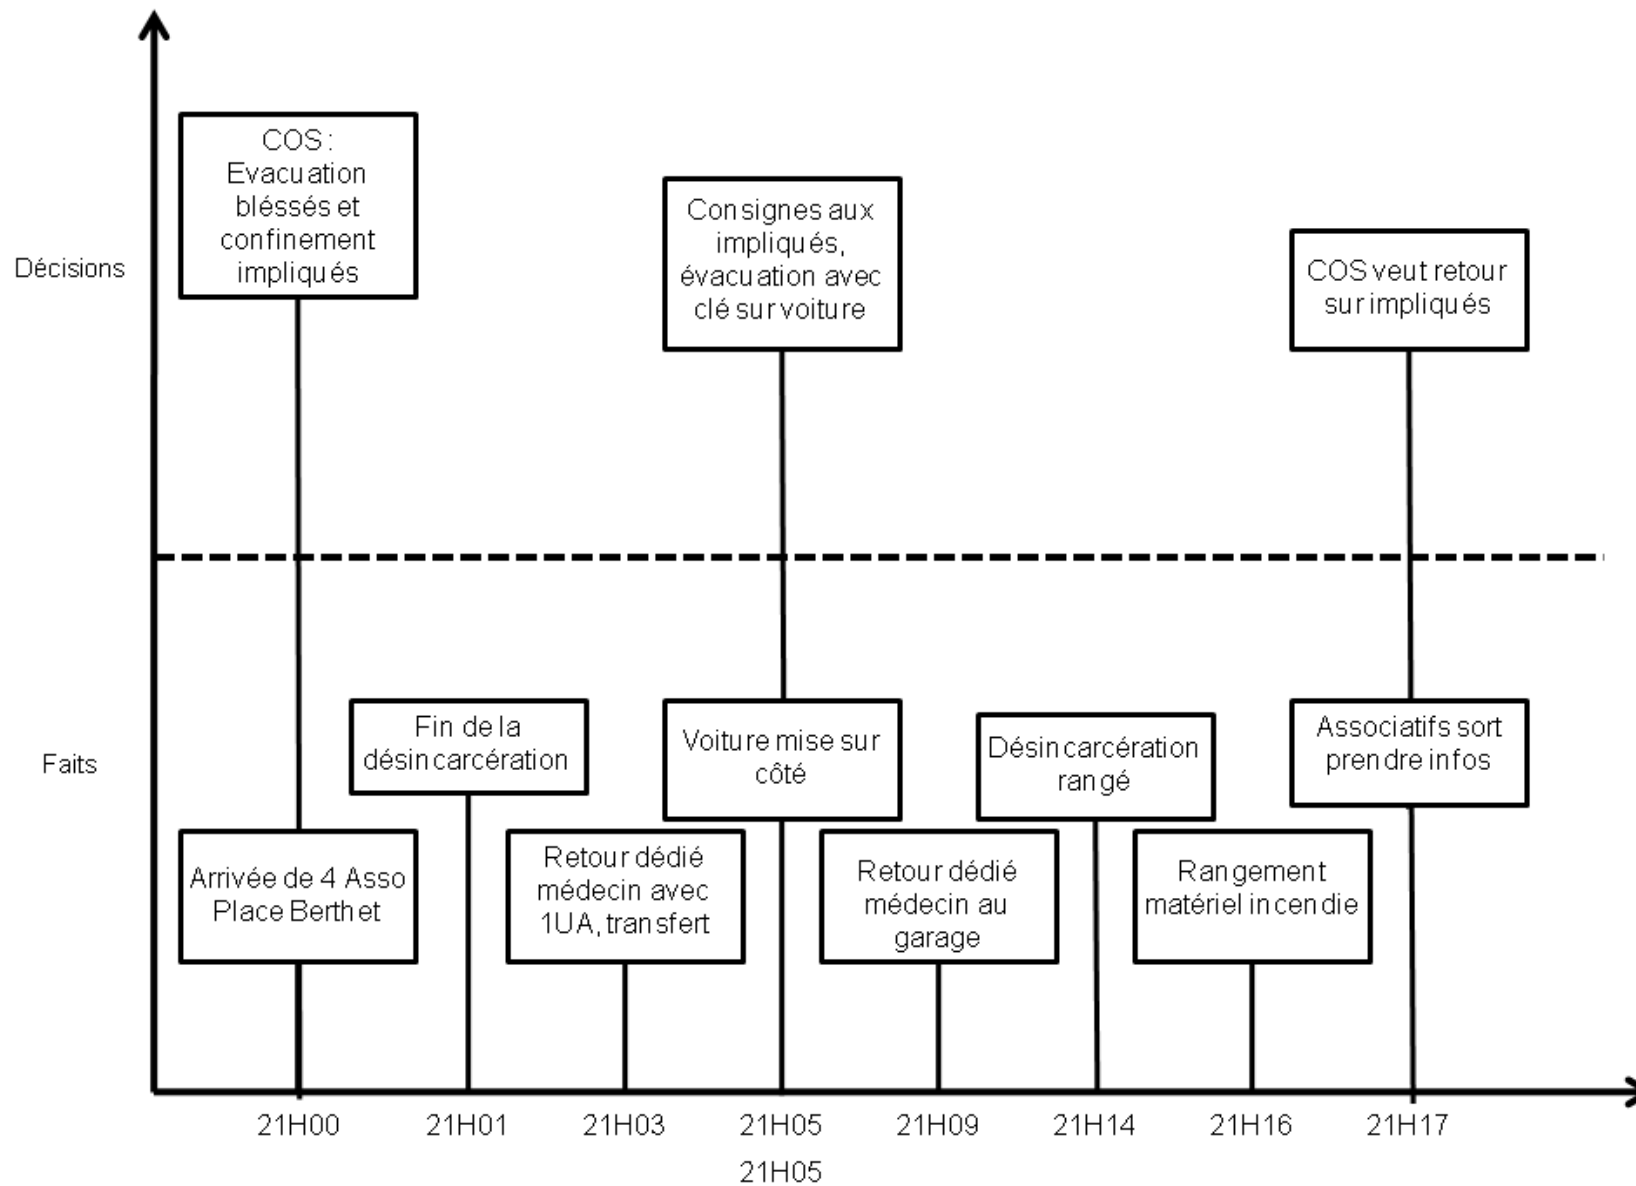 COS :
Evacuation
bléssés et
confinement
impliqués
Consignes aux
impliqués,
évacuation avec
clé sur voiture
COS veut retour
sur impliqués
Décisions
Faits
Fin de la
désincarcération
Voiture mise sur
côté
Désincarcération
rangé
Associatifs sort
prendre infos
Arrivée de 4 Asso
Place Berthet
Retour dédié
médecin avec
1UA, transfert
Retour dédié
médecin au
garage
Rangement
matériel incendie
21H00 21H01 21H03 21H05 21H09 21H14 21H16 21H17
21H05